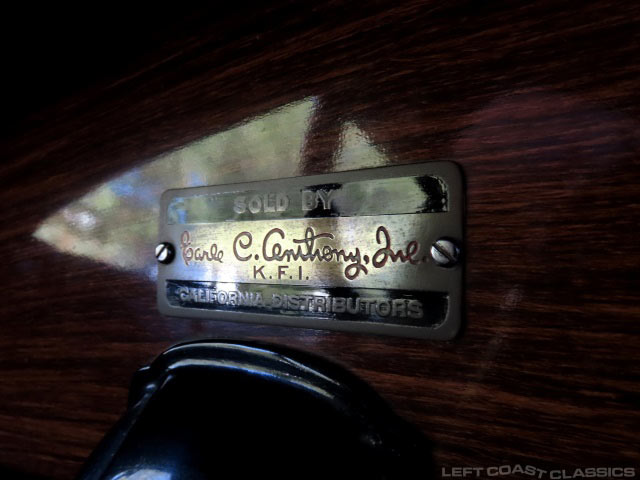 SOLD BY
Earle C. Anthony, Inc.
K.F.I.
CALIFORNIA DISTRIBUTORS
LEFT COAST CLASSICS